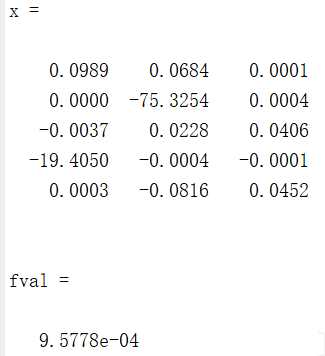 x =
0.0989 0.0684 0.0001
0.0000 -75.3254 0.0004
-0.0037 0.0228 0.0406
-19.4050 -0.0004 -0.0001
0.0003 -0.0816 0.0452
fval =
9.5778e-04